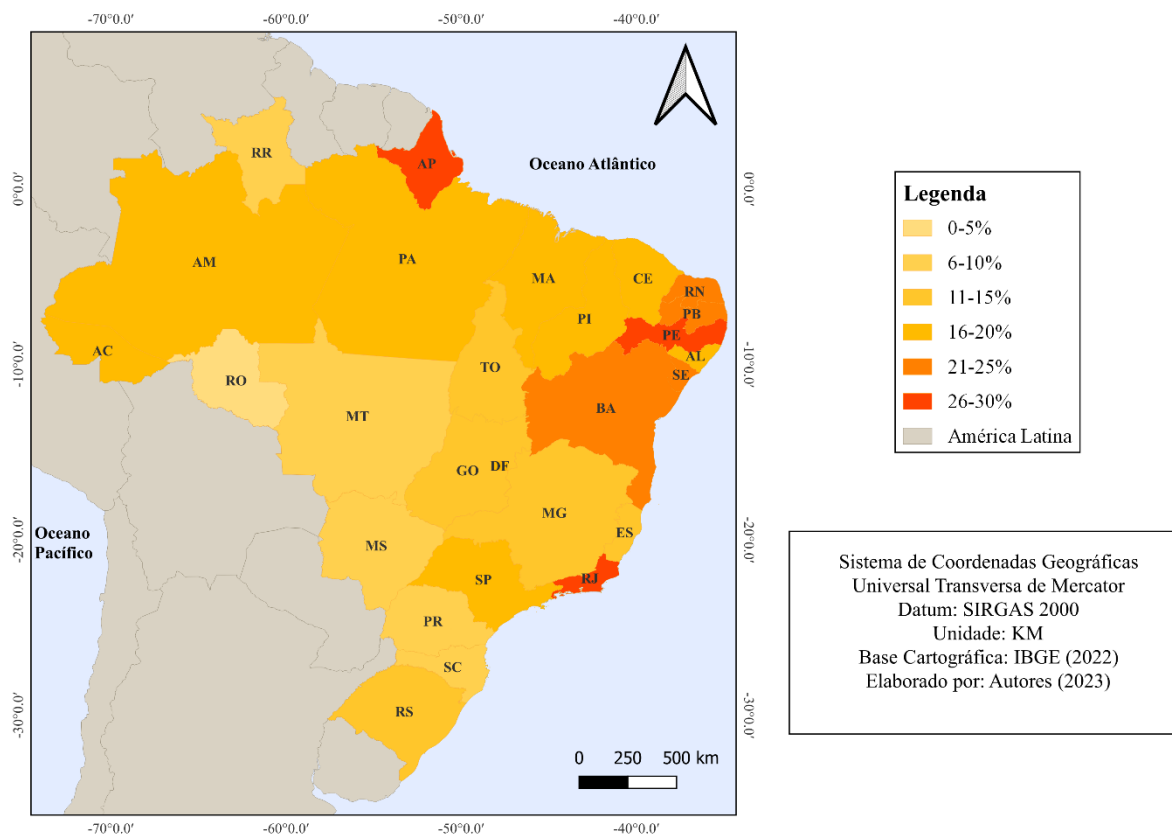 -70°0.0'
-60°0.0'
-50°0.0'
-40°0.0'
0°0.0'
-10°0.0'
-20°0.0'
-30°0.0'
RR
AP
Oceano Atlântico
AM
PA
MA
CE
RN
PB
PI
PE
AL
SE
AC
RO
TO
BA
MT
GO
DF
MG
ES
MS
SP
RJ
PR
SC
RS
Oceano
Pacífico
0 250 500 km
0°0.0'
-10°0.0'
-20°0.0'
-30°0.0'
-70°0.0'
-60°0.0'
-50°0.0'
-40°0.0'
Legenda
0-5%
6-10%
11-15%
16-20%
21-25%
26-30%
América Latina
Sistema de Coordenadas Geográficas
Universal Transversa de Mercator
Datum: SIRGAS 2000
Unidade: KM
Base Cartográfica: IBGE (2022)
Elaborado por: Autores (2023)